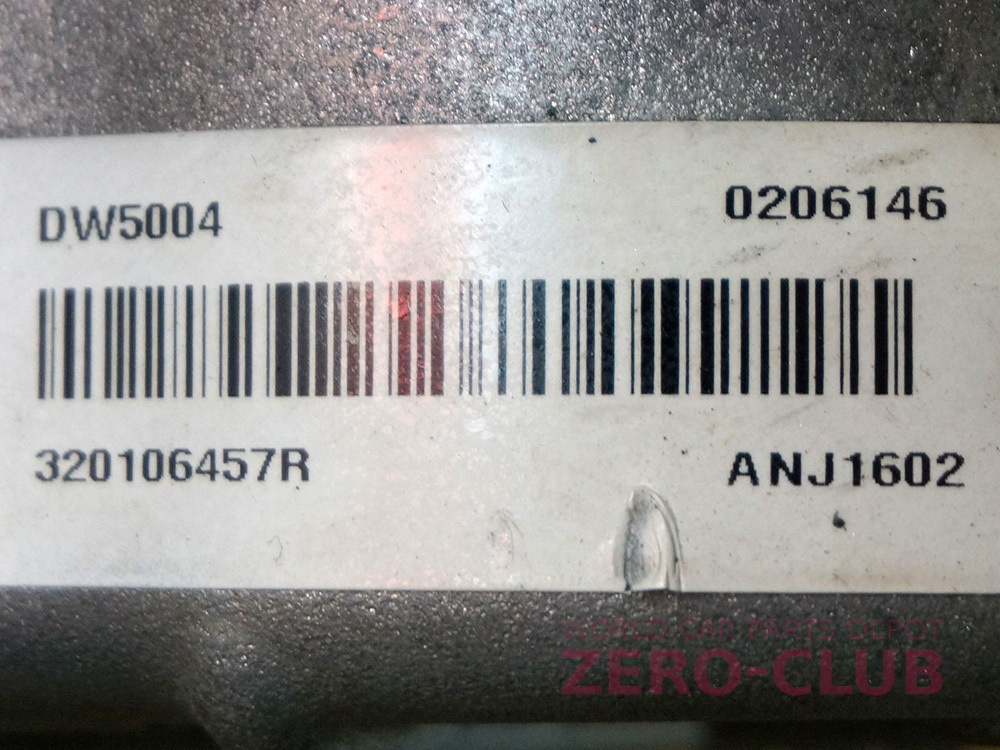 DW5004 0206146
320106457R ANJ1602
WORLD CAR PARTS DEPOT
ZERO-CLUB